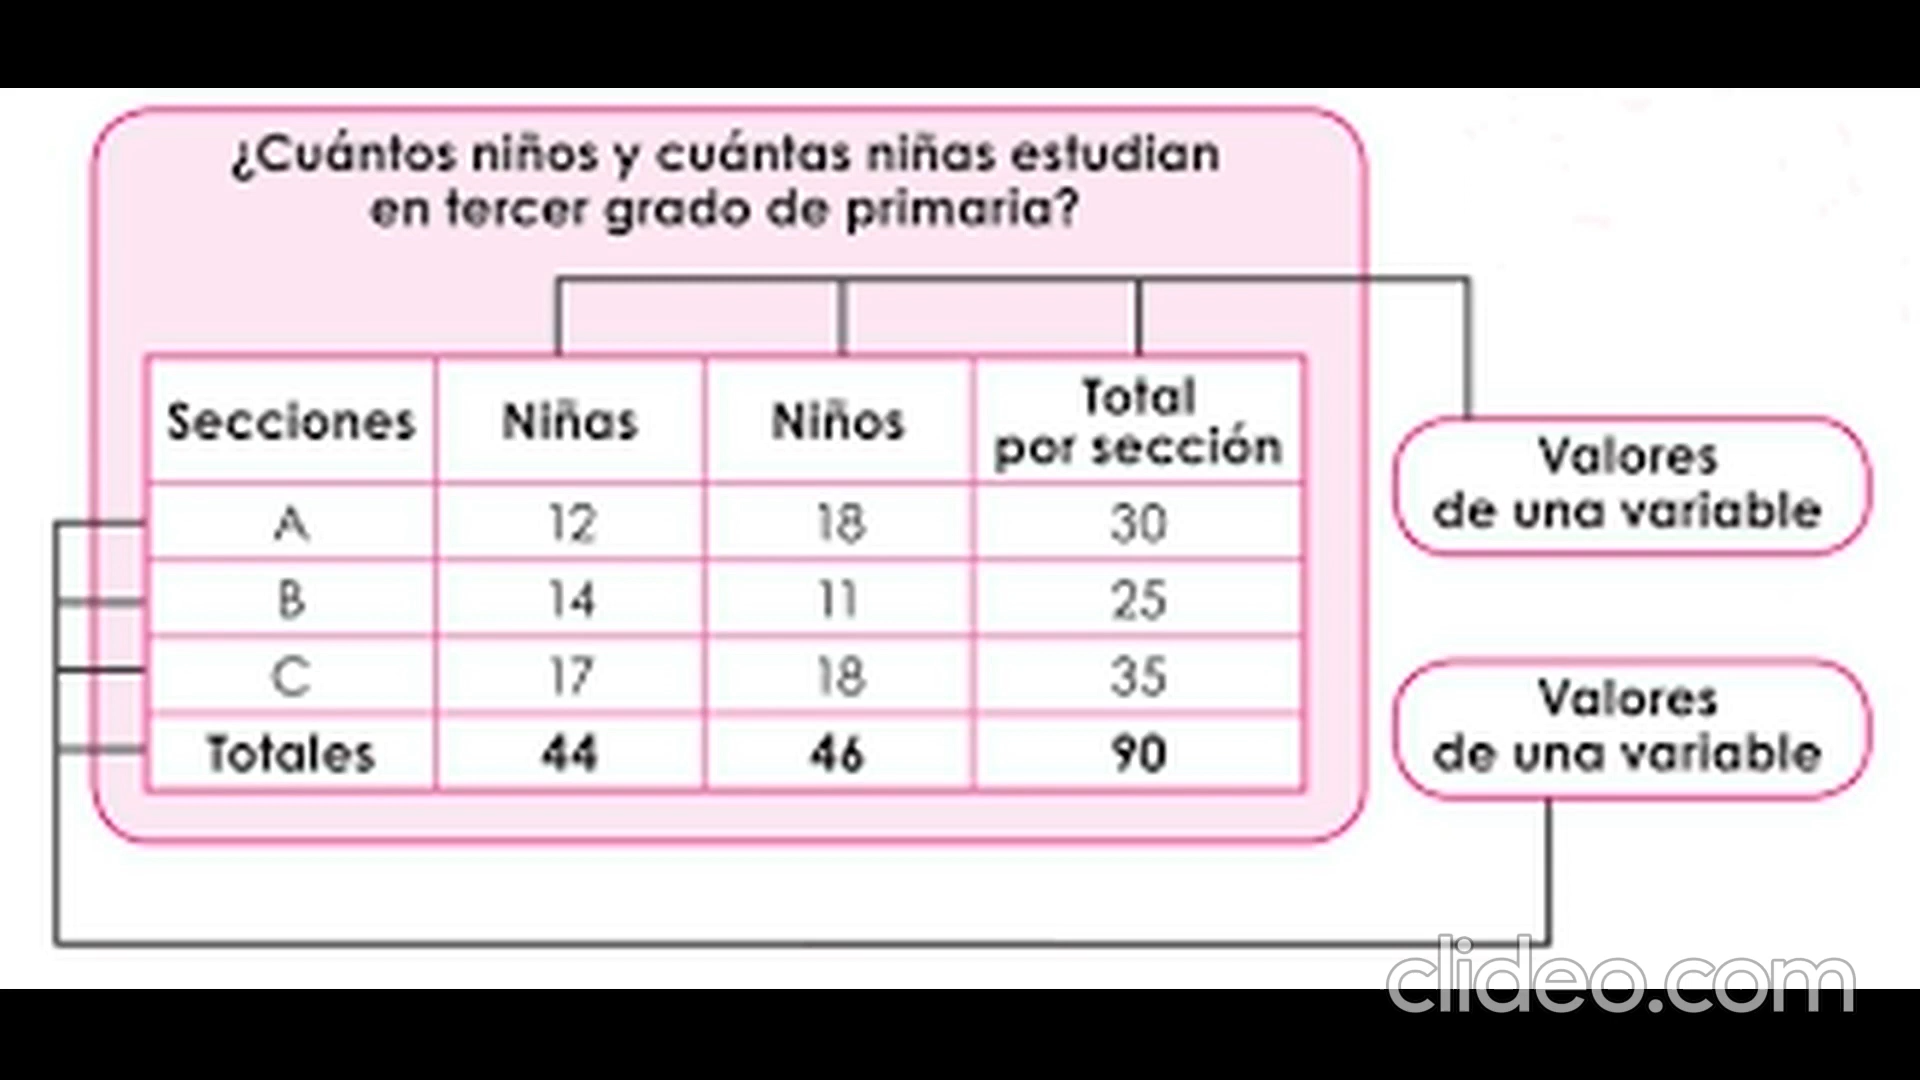 ¿Cuántos niños y cuántas niñas estudian
en tercer grado de primaria?
Secciones Niñas Niños Total por sección
A 12 18 30
B 14 11 25
C 17 18 35
Totales 44 46 90
Valores
de una variable
Valores
de una variable
clideo.com